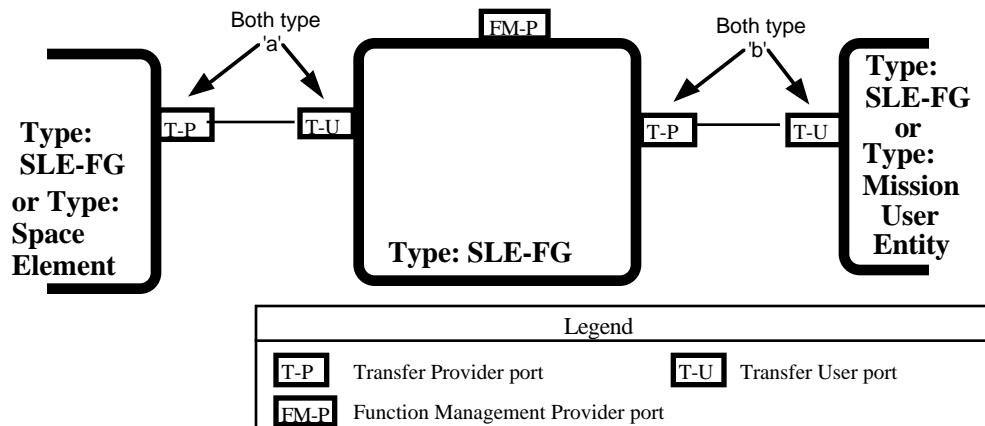 Both type
'a'
FM-P
Both type
'b'
T-P
T-U
T-P
T-U
Type:
SLE-FG
or Type:
Space
Element
Type: SLE-FG
Type:
SLE-FG
or
Type:
Mission
User
Entity
Legend
T-P Transfer Provider port
T-U Transfer User port
FM-P Function Management Provider port